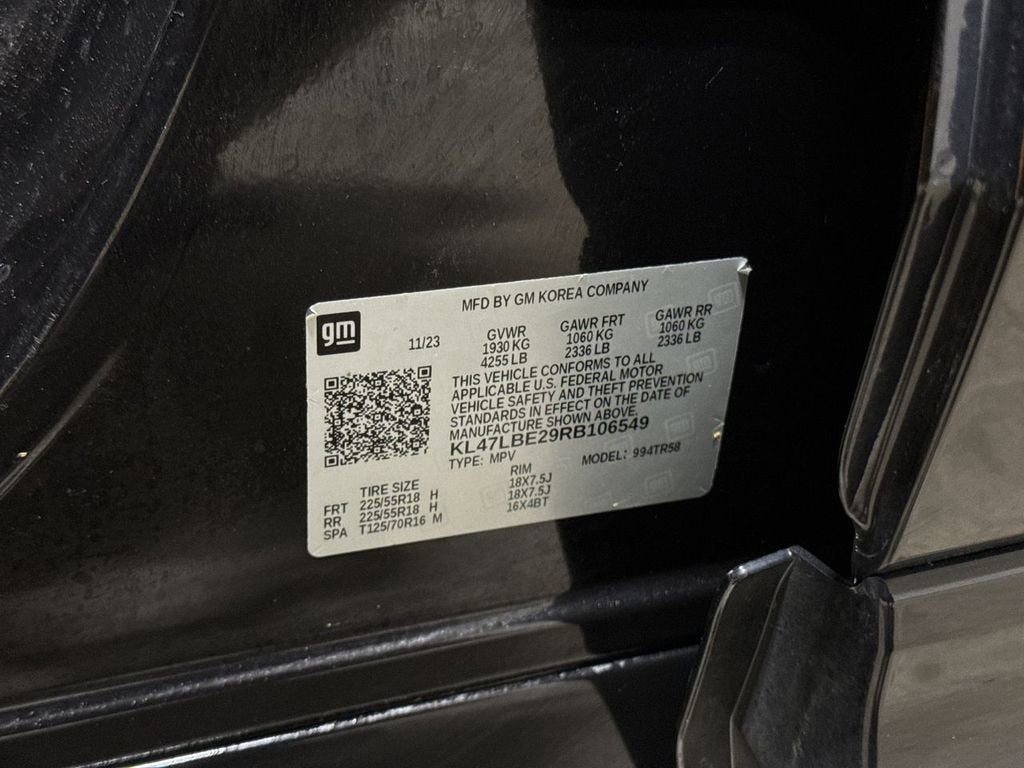 MFD BY GM KOREA COMPANY
gm
11/23
GVWR GAWR FRT GAWR RR
1930 KG 1060 KG 1060 KG
4255 LB 2336 LB 2336 LB
THIS VEHICLE CONFORMS TO ALL
APPLICABLE U.S. FEDERAL MOTOR
VEHICLE SAFETY AND THEFT PREVENTION
STANDARDS IN EFFECT ON THE DATE OF
MANUFACTURE SHOWN ABOVE.
KL47LBE29RB106549
TYPE: MPV MODEL: 994TR58
TIRE SIZE RIM
FRT 225/55R18 H 18X7.5J
RR 225/55R18 H 18X7.5J
SPA T125/70R16 M 16X4BT